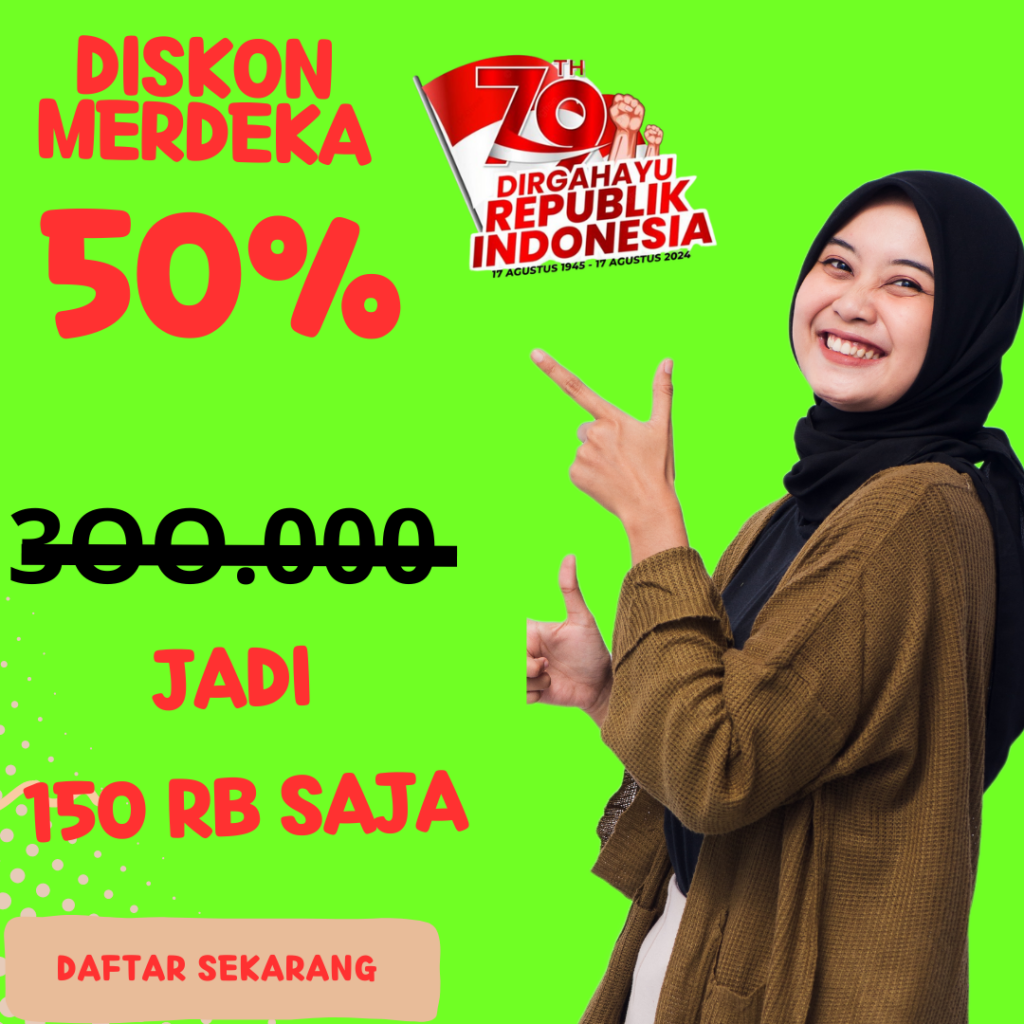 DISKON
MERDEKA
50%
79TH
DIRGAHAYU
REPUBLIK
INDONESIA
17 AGUSTUS 1945 - 17 AGUSTUS 2024
300.000
JADI
150 RB SAJA
DAFTAR SEKARANG